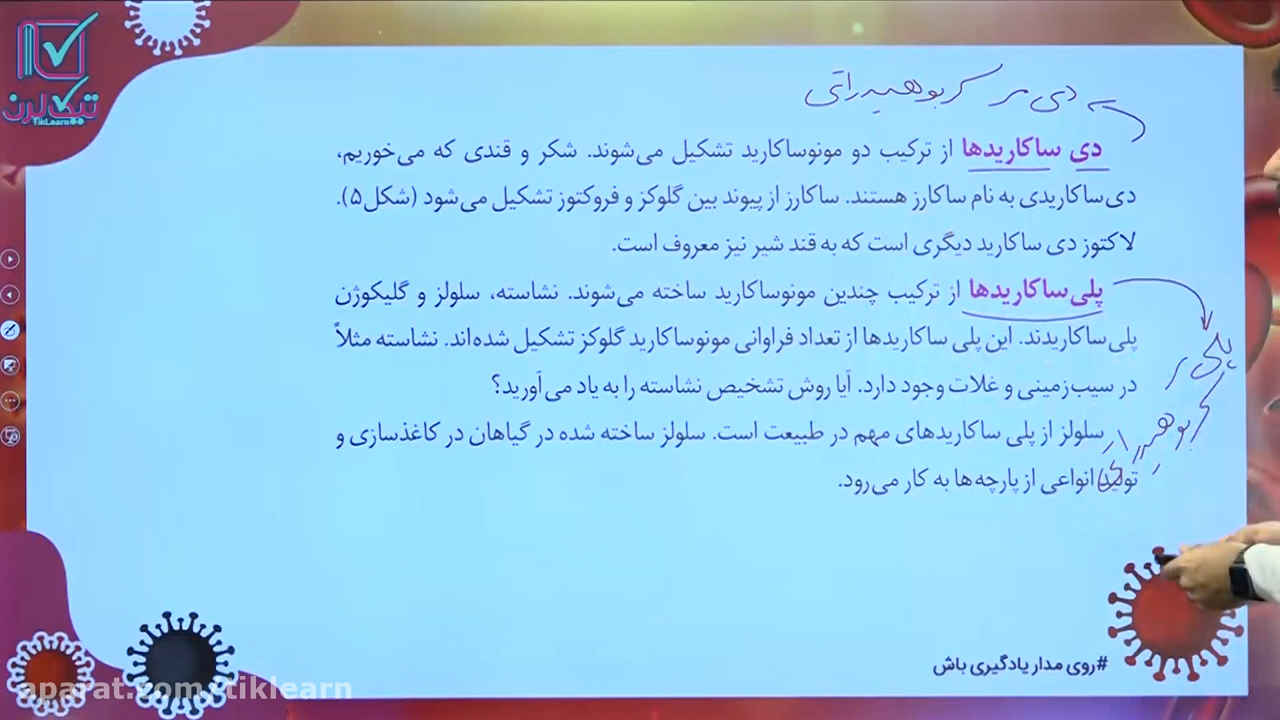 تیک لرن
TikLearn
دی مر کربوهیدراتی
دی ساکاریدها از ترکیب دو مونوساکارید تشکیل می‌شوند. شکر و قندی که می‌خوریم،
دی‌ساکاریدی به نام ساکارز هستند. ساکارز از پیوند بین گلوکز و فروکتوز تشکیل می‌شود (شکل۵).
لاکتوز دی ساکارید دیگری است که به قند شیر نیز معروف است.
پلی‌ساکاریدها از ترکیب چندین مونوساکارید ساخته می‌شوند. نشاسته، سلولز و گلیکوژن
پلی‌ساکاریدند. این پلی ساکاریدها از تعداد فراوانی مونوساکارید گلوکز تشکیل شده‌اند. نشاسته مثلاً
در سیب‌زمینی و غلات وجود دارد. آیا روش تشخیص نشاسته را به یاد می‌آورید؟
پلی مر
کربوهیدراتی
سلولز از پلی ساکاریدهای مهم در طبیعت است. سلولز ساخته شده در گیاهان در کاغذسازی و
تولید انواعی از پارچه‌ها به کار می‌رود.
#روی مدار یادگیری باش
aparat.com/tiklearn